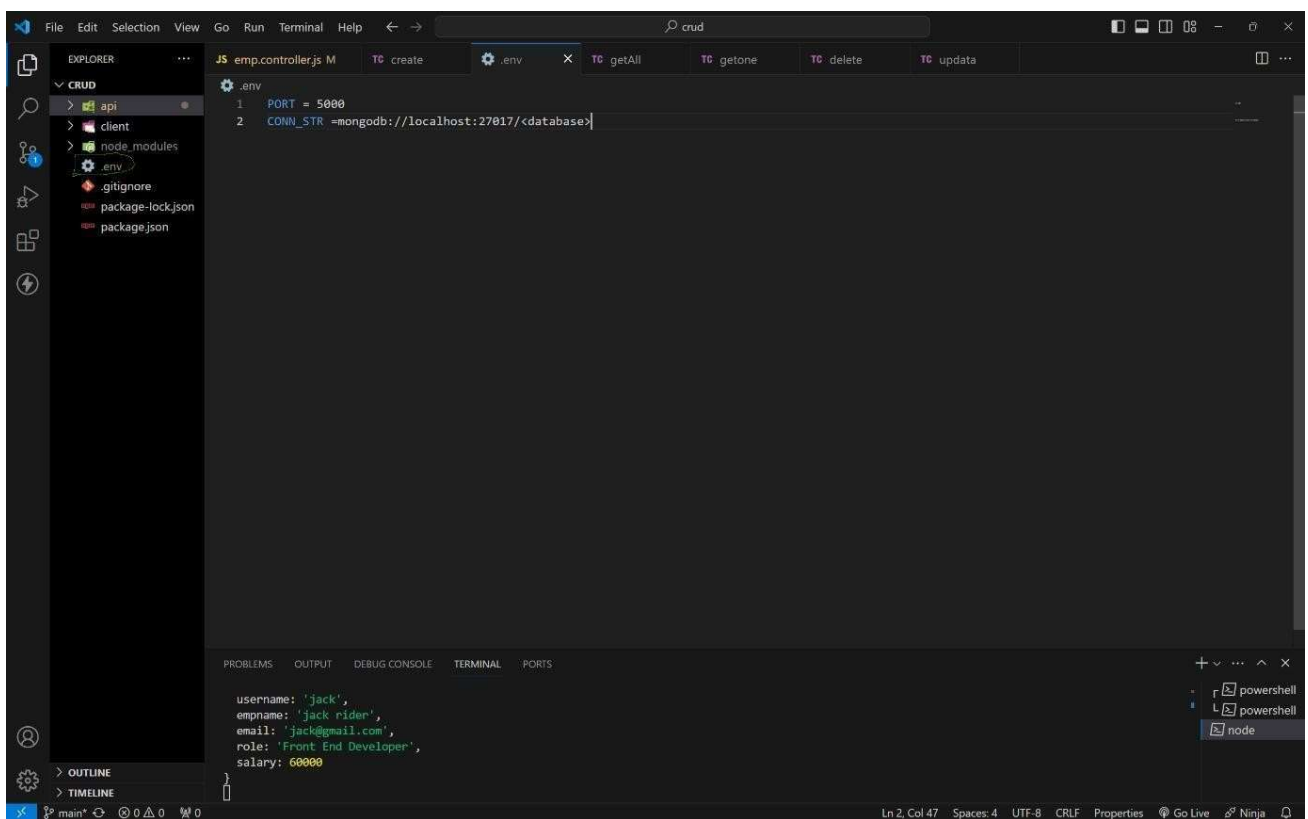 File Edit Selection View Go Run Terminal Help
crud
EXPLORER
JS emp.controller.js M
TC create
.env
TC getAll
TC getone
TC delete
TC updata
CRUD
api
client
node_modules
.env
.gitignore
package-lock.json
package.json
.env
1 PORT = 5000
2 CONN_STR =mongodb://localhost:27017/<database>
1
PROBLEMS OUTPUT DEBUG CONSOLE TERMINAL PORTS
username: 'jack',
empname: 'jack rider',
email: 'jack@gmail.com',
role: 'Front End Developer',
salary: 60000
}
powershell
powershell
node
OUTLINE
TIMELINE
main* 0 0 0
Ln 2, Col 47 Spaces: 4 UTF-8 CRLF Properties Go Live Ninja